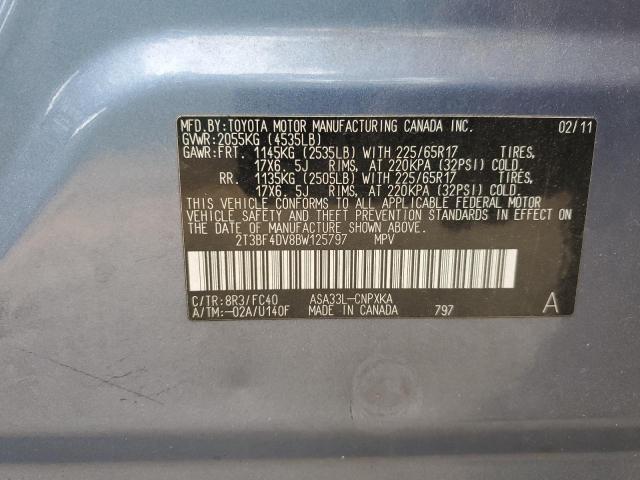 MFD.BY:TOYOTA MOTOR MANUFACTURING CANADA INC. 02/11
GVWR:2055KG (4535LB)
GAWR:FRT. 1145KG (2535LB) WITH 225/65R17 TIRES,
17X6. 5J RIMS, AT 220KPA (32PSI) COLD
RR. 1135KG (2505LB) WITH 225/65R17 TIRES,
17X6. 5J RIMS, AT 220KPA (32PSI) COLD
THIS VEHICLE CONFORMS TO ALL APPLICABLE FEDERAL MOTOR
VEHICLE SAFETY AND THEFT PREVENTION STANDARDS IN EFFECT ON
THE DATE OF MANUFACTURE SHOWN ABOVE.
2T3BF4DV8BW125797 MPV
C/TR:8R3/FC40 ASA33L-CNPXKA
A/TM:-02A/U140F MADE IN CANADA 797 A